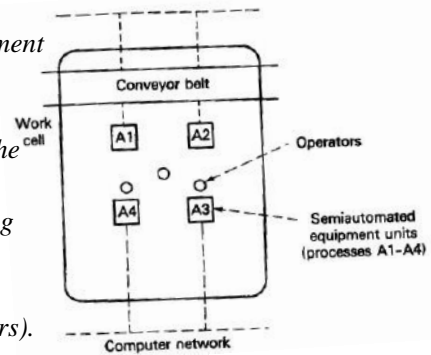 ment
Conveyor belt
Work
cell
he
A1
A2
Operators
A4
A3
g
Semiautomated
equipment units
(processes A1-A4)
rs).
Computer network